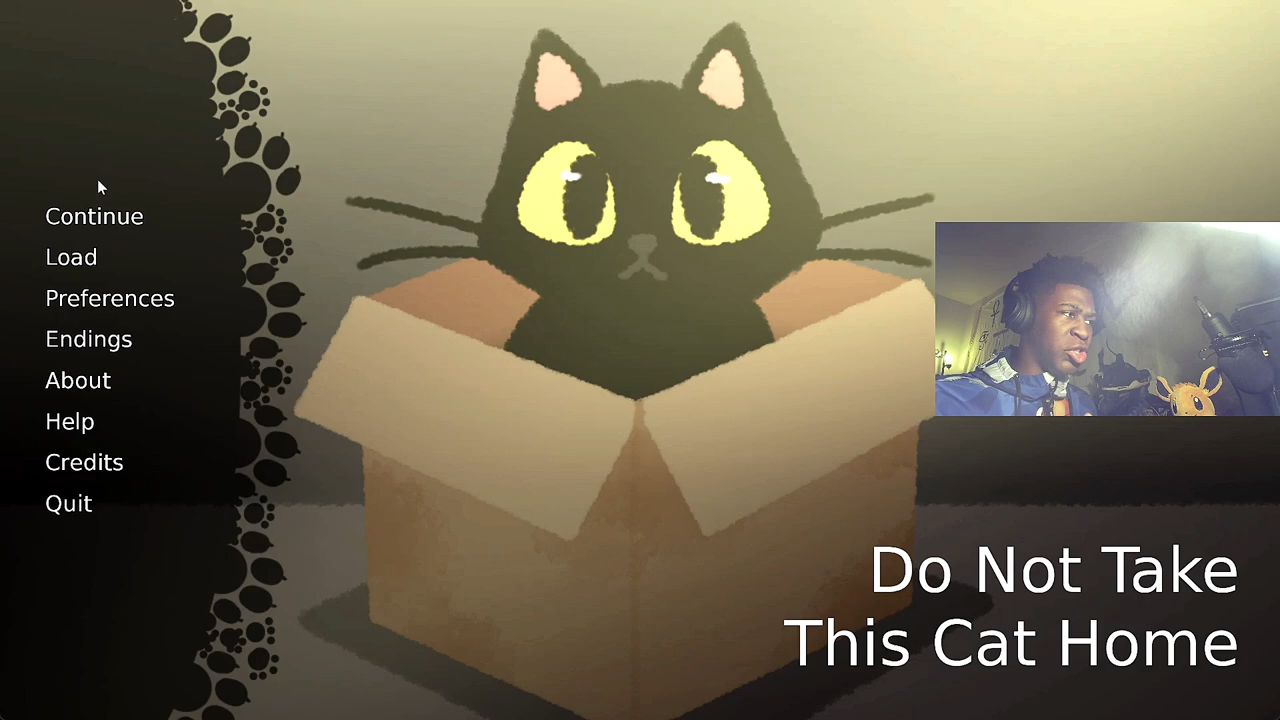 Continue
Load
Preferences
Endings
About
Help
Credits
Quit
Do Not Take
This Cat Home